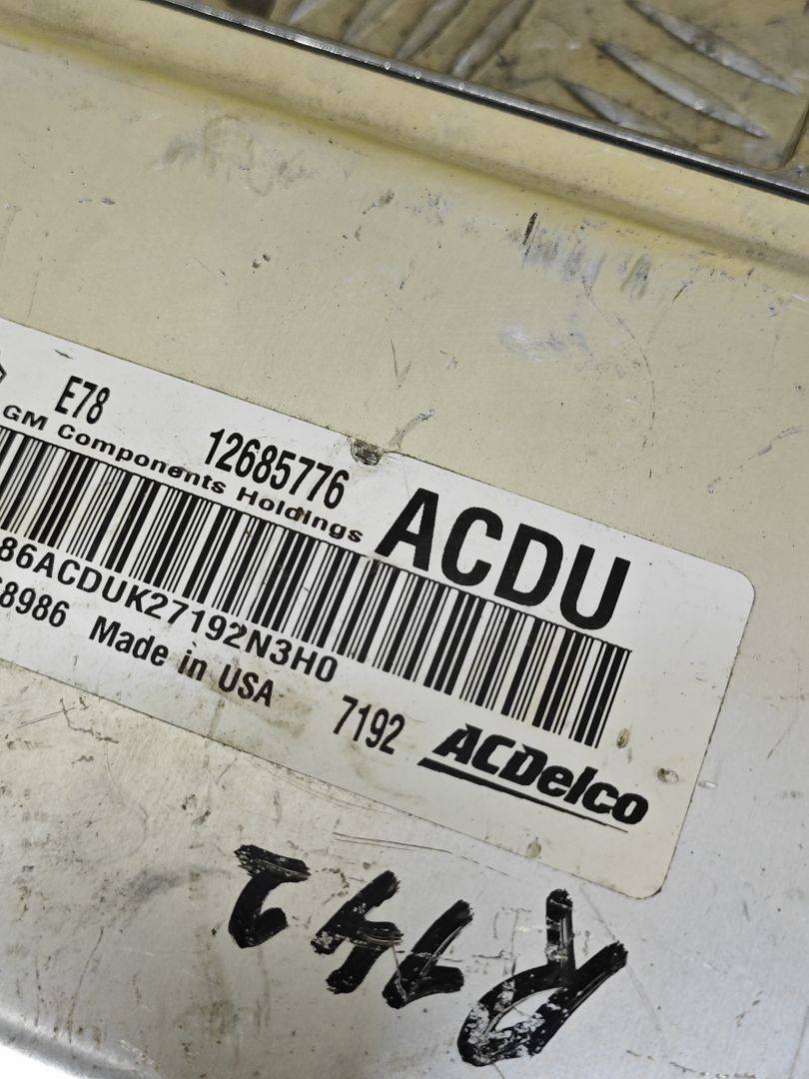 E78 12685776
GM Components Holdings
ACDU
86ACDUK27192N3H0
8986 Made in USA 7192
ACDelco